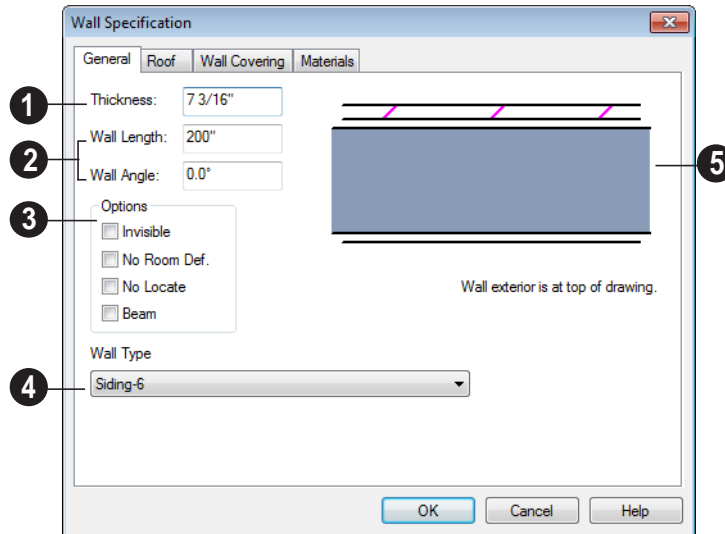 Wall Specification
General Roof Wall Covering Materials
1 Thickness: 7 3/16"
2 Wall Length: 200"
Wall Angle: 0.0°
3 Options
Invisible
No Room Def.
No Locate
Beam
5
Wall exterior is at top of drawing.
Wall Type
4 Siding-6
OK Cancel Help